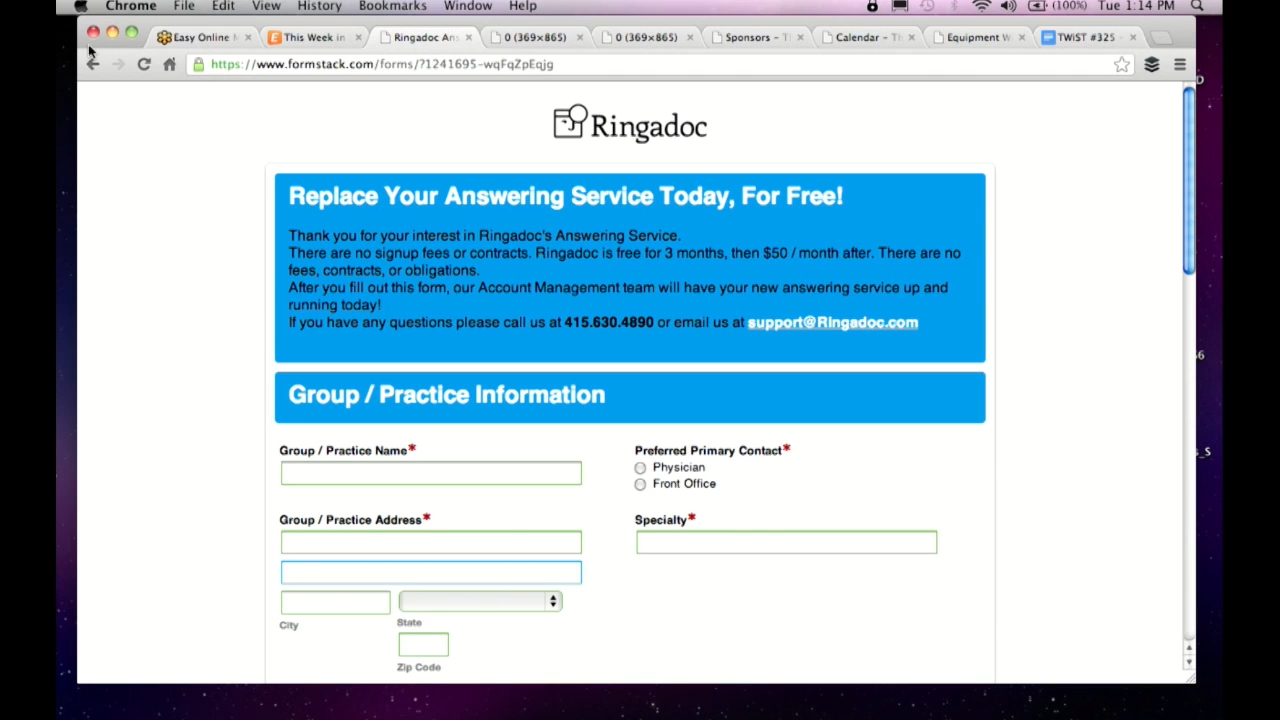 Chrome File Edit View History Bookmarks Window Help (100%) Tue 1:14 PM
Easy Online This Week in Ringadoc Ans 0 (369×865) 0 (369×865) Sponsors - Calendar - Equipment TWiST #325
https://www.formstack.com/forms/?1241695-wqFqZpEqjg
Ringadoc
Replace Your Answering Service Today, For Free!
Thank you for your interest in Ringadoc's Answering Service.
There are no signup fees or contracts. Ringadoc is free for 3 months, then $50 / month after. There are no
fees, contracts, or obligations.
After you fill out this form, our Account Management team will have your new answering service up and
running today!
If you have any questions please call us at 415.630.4890 or email us at support@Ringadoc.com
Group / Practice Information
Group / Practice Name*
Preferred Primary Contact*
Physician
Front Office
Group / Practice Address*
Specialty*
City
State
Zip Code